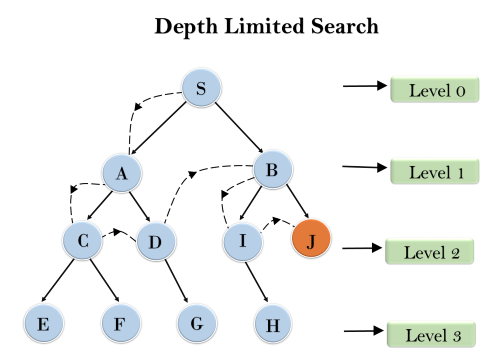 Depth Limited Search
S
Level 0
A
B
Level 1
C
D
I
J
Level 2
E
F
G
H
Level 3